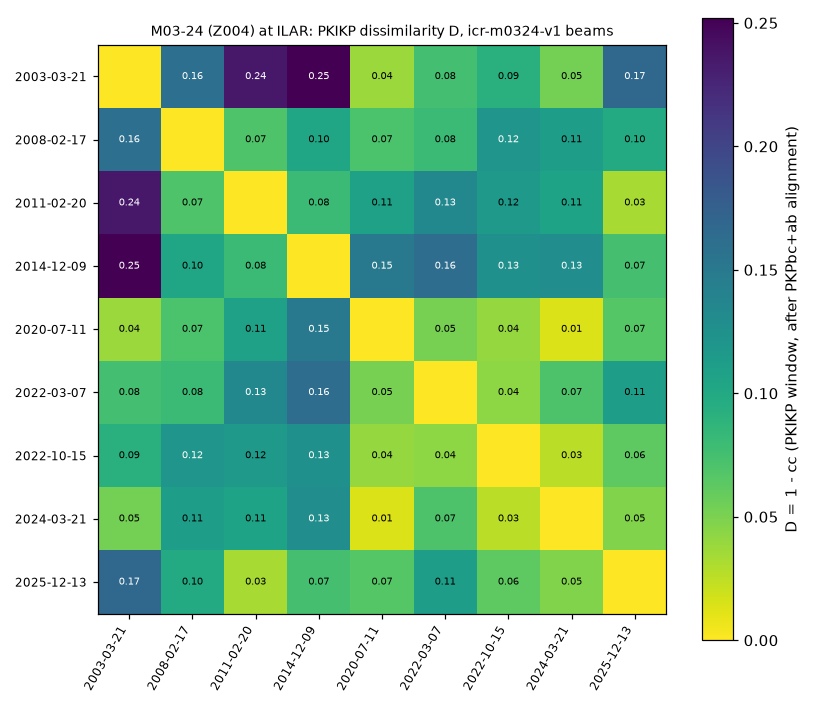 M03-24 (Z004) at ILAR: PKIKP dissimilarity D, icr-m0324-v1 beams
2003-03-21 0.16 0.24 0.25 0.04 0.08 0.09 0.05 0.17
2008-02-17 0.16 0.07 0.10 0.07 0.08 0.12 0.11 0.10
2011-02-20 0.24 0.07 0.08 0.11 0.13 0.12 0.11 0.03
2014-12-09 0.25 0.10 0.08 0.15 0.16 0.13 0.13 0.07
2020-07-11 0.04 0.07 0.11 0.15 0.05 0.04 0.01 0.07
2022-03-07 0.08 0.08 0.13 0.16 0.05 0.04 0.07 0.11
2022-10-15 0.09 0.12 0.12 0.13 0.04 0.04 0.03 0.06
2024-03-21 0.05 0.11 0.11 0.13 0.01 0.07 0.03 0.05
2025-12-13 0.17 0.10 0.03 0.07 0.07 0.11 0.06 0.05
2003-03-21
2008-02-17
2011-02-20
2014-12-09
2020-07-11
2022-03-07
2022-10-15
2024-03-21
2025-12-13
0.25
0.20
0.15
0.10
0.05
0.00
D = 1 - cc (PKIKP window, after PKPbc+ab alignment)